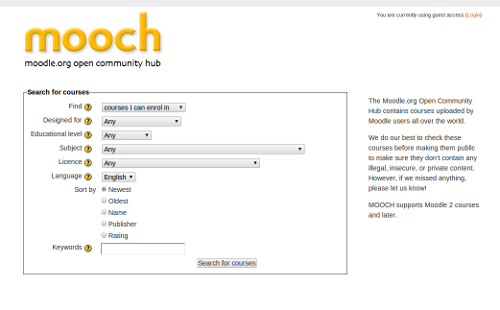 You are currently using guest access (Login)
mooch
moodle.org open community hub
Search for courses
Find courses I can enrol in
Designed for Any
Educational level Any
Subject Any
Licence Any
Language English
Sort by Newest
Oldest
Name
Publisher
Rating
Keywords
Search for courses
The Moodle.org Open Community
Hub contains courses uploaded by
Moodle users all over the world.
We do our best to check these
courses before making them public
to make sure they don't contain any
illegal, insecure, or private content.
However, if we missed anything,
please let us know!
MOOCH supports Moodle 2 courses
and later.